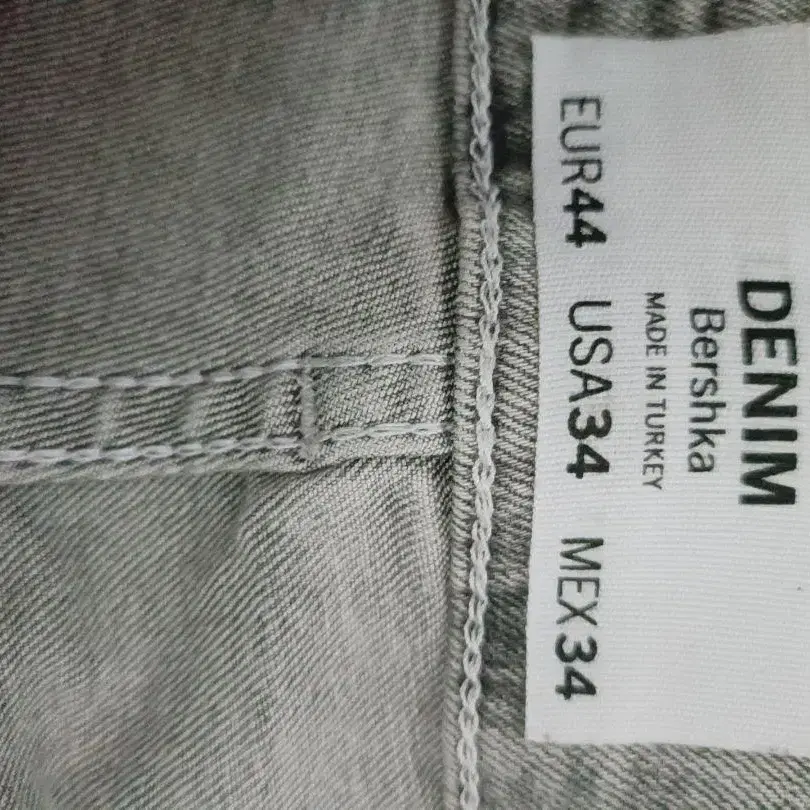 DENIM
Bershka
MADE IN TURKEY
EUR44 USA34 MEX34